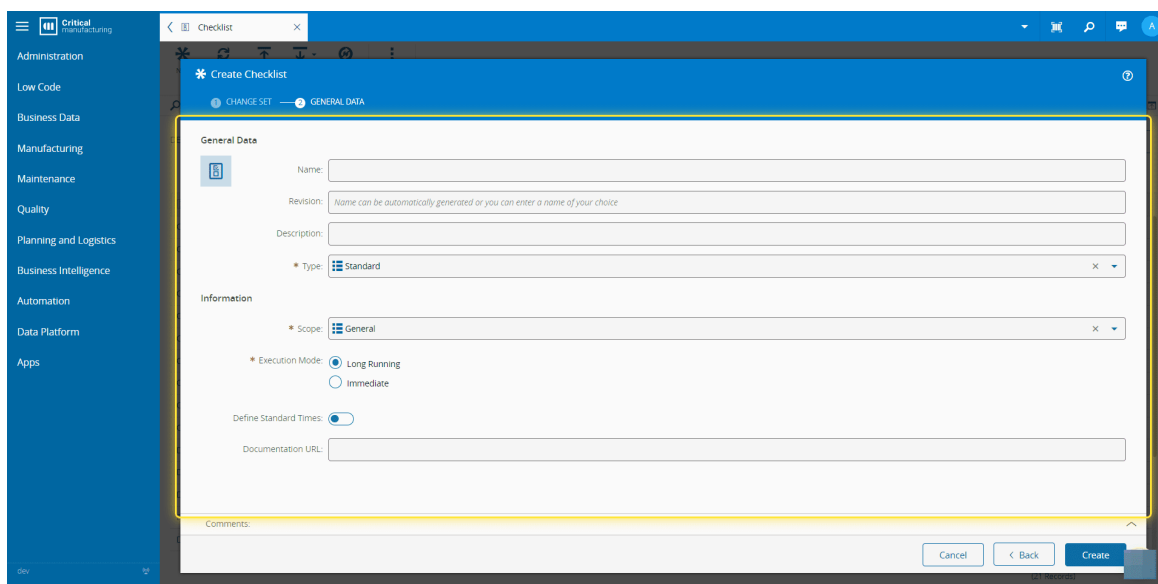 Critical manufacturing
Checklist
A
Administration
Low Code
Business Data
Manufacturing
Maintenance
Quality
Planning and Logistics
Business Intelligence
Automation
Data Platform
Apps
dev
Create Checklist
1 CHANGE SET 2 GENERAL DATA
General Data
Name:
Revision: Name can be automatically generated or you can enter a name of your choice
Description:
* Type: Standard
Information
* Scope: General
* Execution Mode: Long Running
Immediate
Define Standard Times:
Documentation URL:
Comments:
Cancel
Back
Create
(21 Records)